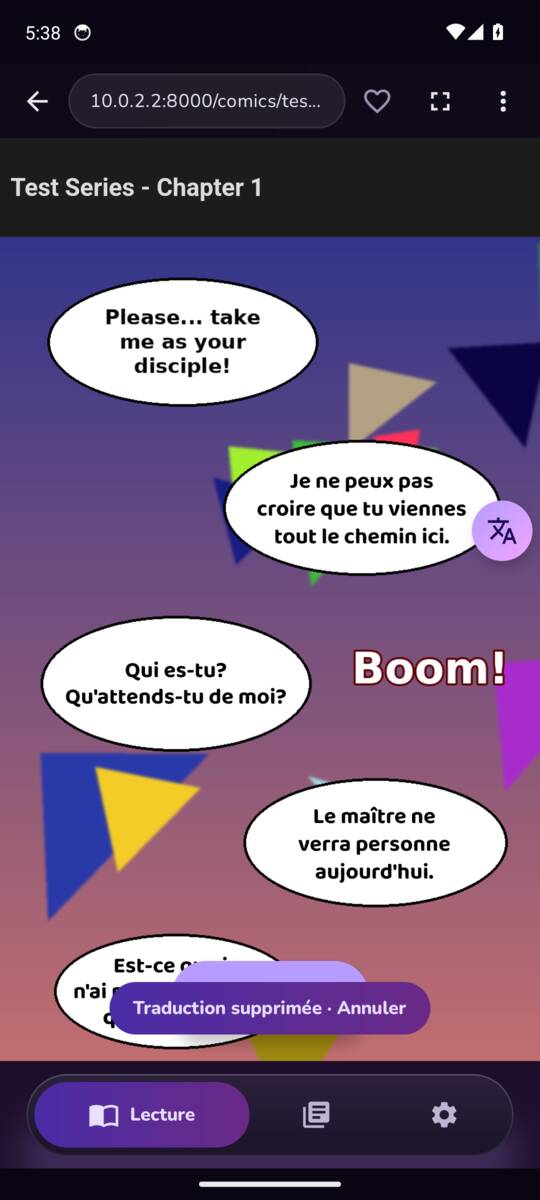 5:38
10.0.2.2:8000/comics/tes...
Test Series - Chapter 1
Please... take
me as your
disciple!
Je ne peux pas
croire que tu viennes
tout le chemin ici.
Qui es-tu?
Qu'attends-tu de moi?
Boom!
Le maître ne
verra personne
aujourd'hui.
Est-ce
n'ai
Traduction supprimée · Annuler
Lecture